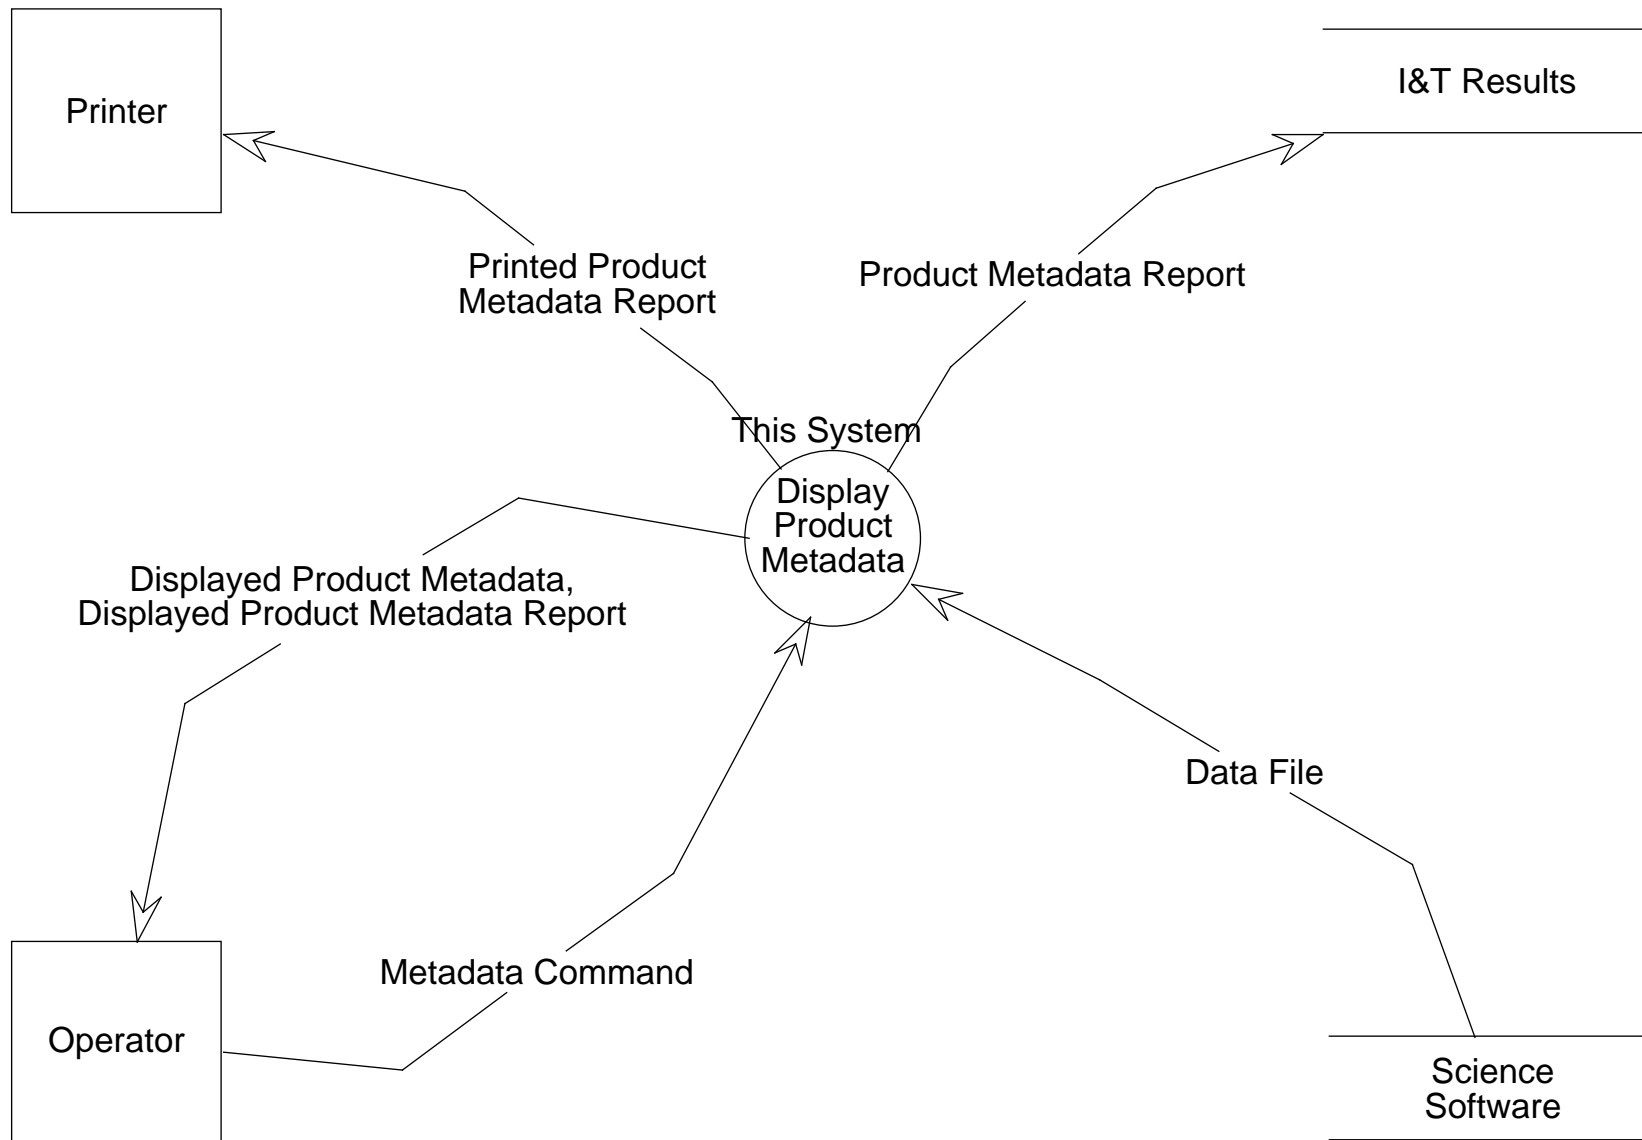 Printer
I&T Results
Printed Product
Metadata Report
Product Metadata Report
This System
Display
Product
Metadata
Displayed Product Metadata,
Displayed Product Metadata Report
Data File
Metadata Command
Operator
Science
Software